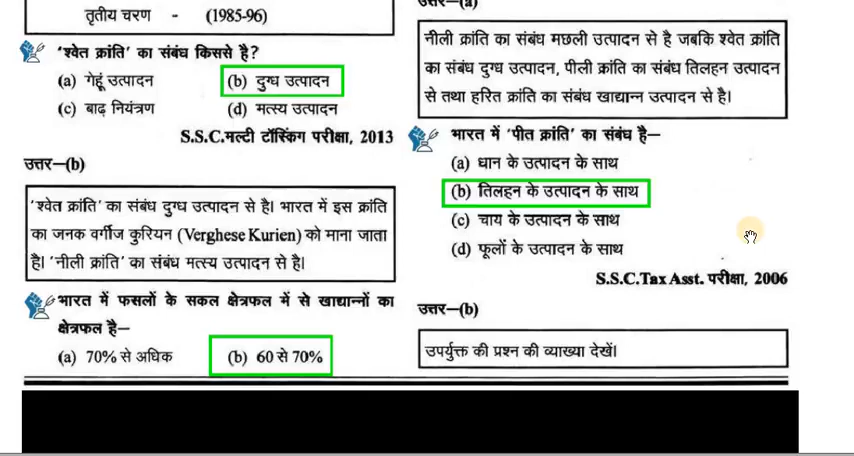 तृतीय चरण - (1985-96)
'श्वेत क्रांति' का संबंध किससे है?
(a) गेहूं उत्पादन (b) दुग्ध उत्पादन
(c) बाढ़ नियंत्रण (d) मत्स्य उत्पादन
S.S.C.मल्टी टॉस्किंग परीक्षा, 2013
उत्तर—(b)
'श्वेत क्रांति' का संबंध दुग्ध उत्पादन से है। भारत में इस क्रांति
का जनक वर्गीज कुरियन (Verghese Kurien) को माना जाता
है। 'नीली क्रांति' का संबंध मत्स्य उत्पादन से है।
भारत में फसलों के सकल क्षेत्रफल में से खाद्यान्नों का
क्षेत्रफल है—
(a) 70% से अधिक (b) 60 से 70%
उत्तर—(a)
नीली क्रांति का संबंध मछली उत्पादन से है जबकि श्वेत क्रांति
का संबंध दुग्ध उत्पादन, पीली क्रांति का संबंध तिलहन उत्पादन
से तथा हरित क्रांति का संबंध खाद्यान्न उत्पादन से है।
भारत में 'पीत क्रांति' का संबंध है—
(a) धान के उत्पादन के साथ
(b) तिलहन के उत्पादन के साथ
(c) चाय के उत्पादन के साथ
(d) फूलों के उत्पादन के साथ
S.S.C.Tax Asst. परीक्षा, 2006
उत्तर—(b)
उपर्युक्त की प्रश्न की व्याख्या देखें।